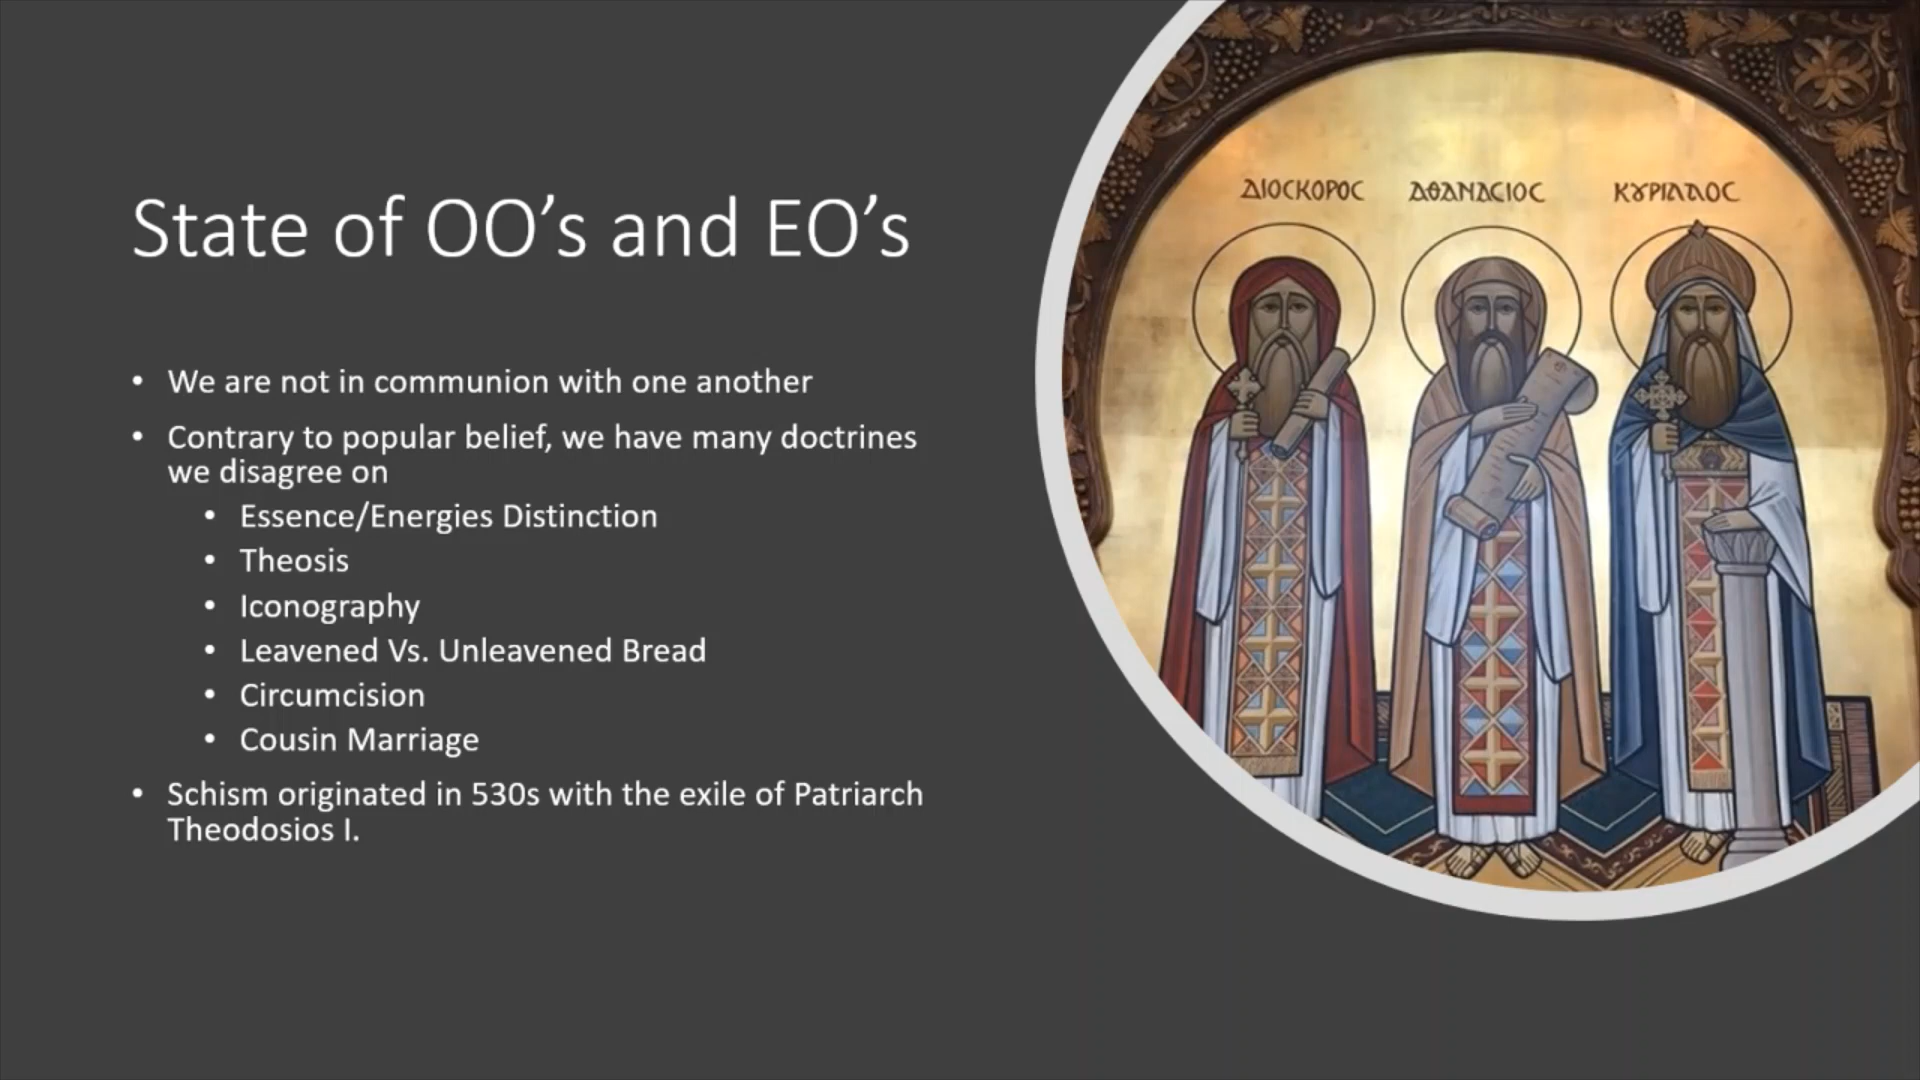 State of OO’s and EO’s
• We are not in communion with one another
• Contrary to popular belief, we have many doctrines
we disagree on
• Essence/Energies Distinction
• Theosis
• Iconography
• Leavened Vs. Unleavened Bread
• Circumcision
• Cousin Marriage
• Schism originated in 530s with the exile of Patriarch
Theodosios I.
ΔΙΟCΚΟΡΟC ΑΘΑΝΑCΙΟC ΚȣΡΙΛΛΟC